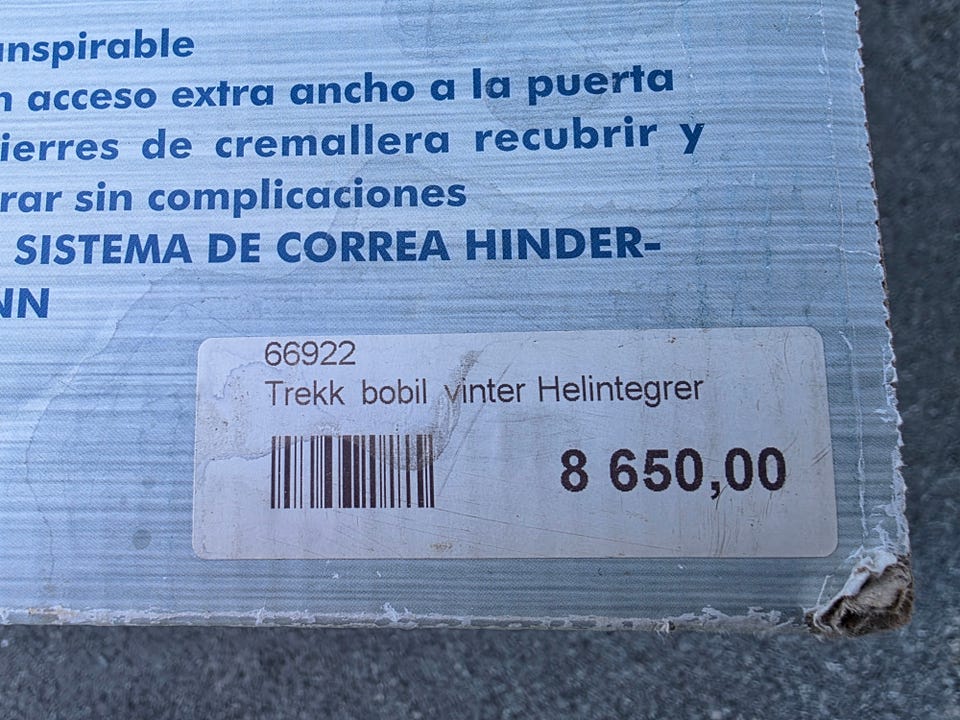 nspirable
acceso extra ancho a la puerta
ierres de cremallera recubrir y
rar sin complicaciones
SISTEMA DE CORREA HINDER-
NN
66922
Trekk bobil vinter Helintegrer
8 650,00